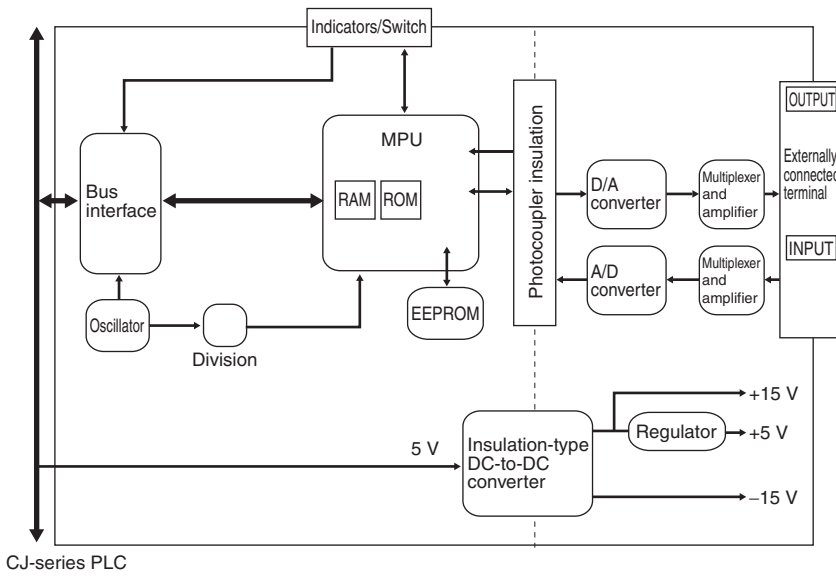 Indicators/Switch
MPU
RAM
ROM
Bus
interface
Oscillator
Division
EEPROM
Photocoupler insulation
D/A
converter
Multiplexer
and
amplifier
OUTPUT
Externally
connected
terminal
INPUT
A/D
converter
Multiplexer
and
amplifier
5 V
Insulation-type
DC-to-DC
converter
Regulator
+15 V
+5 V
−15 V
CJ-series PLC